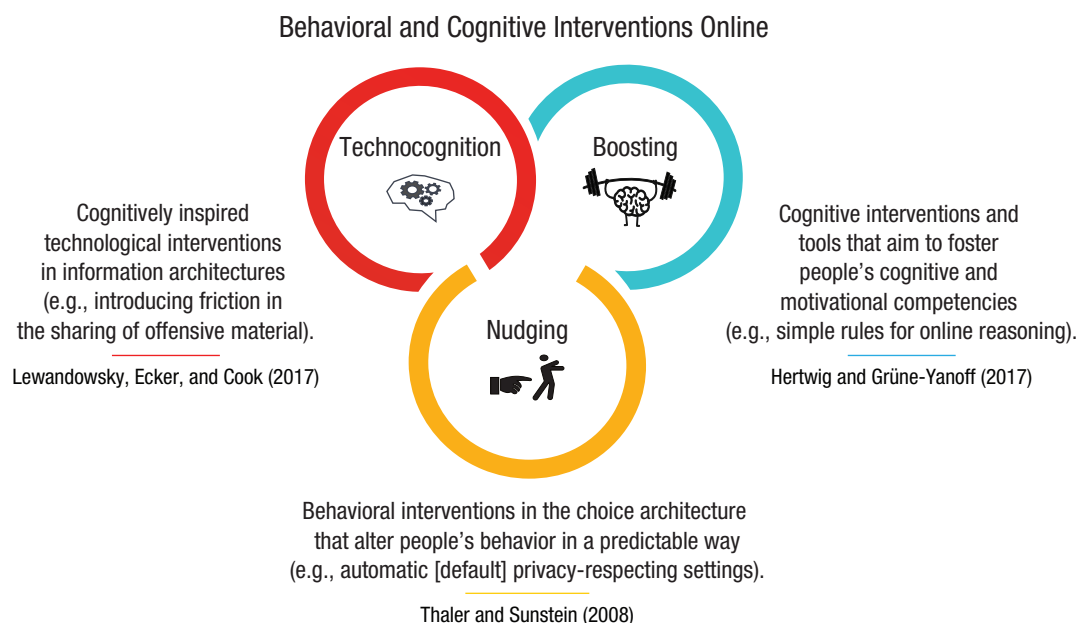 Behavioral and Cognitive Interventions Online
Technocognition
Boosting
Cognitively inspired
technological interventions
in information architectures
(e.g., introducing friction in
the sharing of offensive material).
Lewandowsky, Ecker, and Cook (2017)
Cognitive interventions and
tools that aim to foster
people’s cognitive and
motivational competencies
(e.g., simple rules for online reasoning).
Hertwig and Grüne-Yanoff (2017)
Nudging
Behavioral interventions in the choice architecture
that alter people’s behavior in a predictable way
(e.g., automatic [default] privacy-respecting settings).
Thaler and Sunstein (2008)